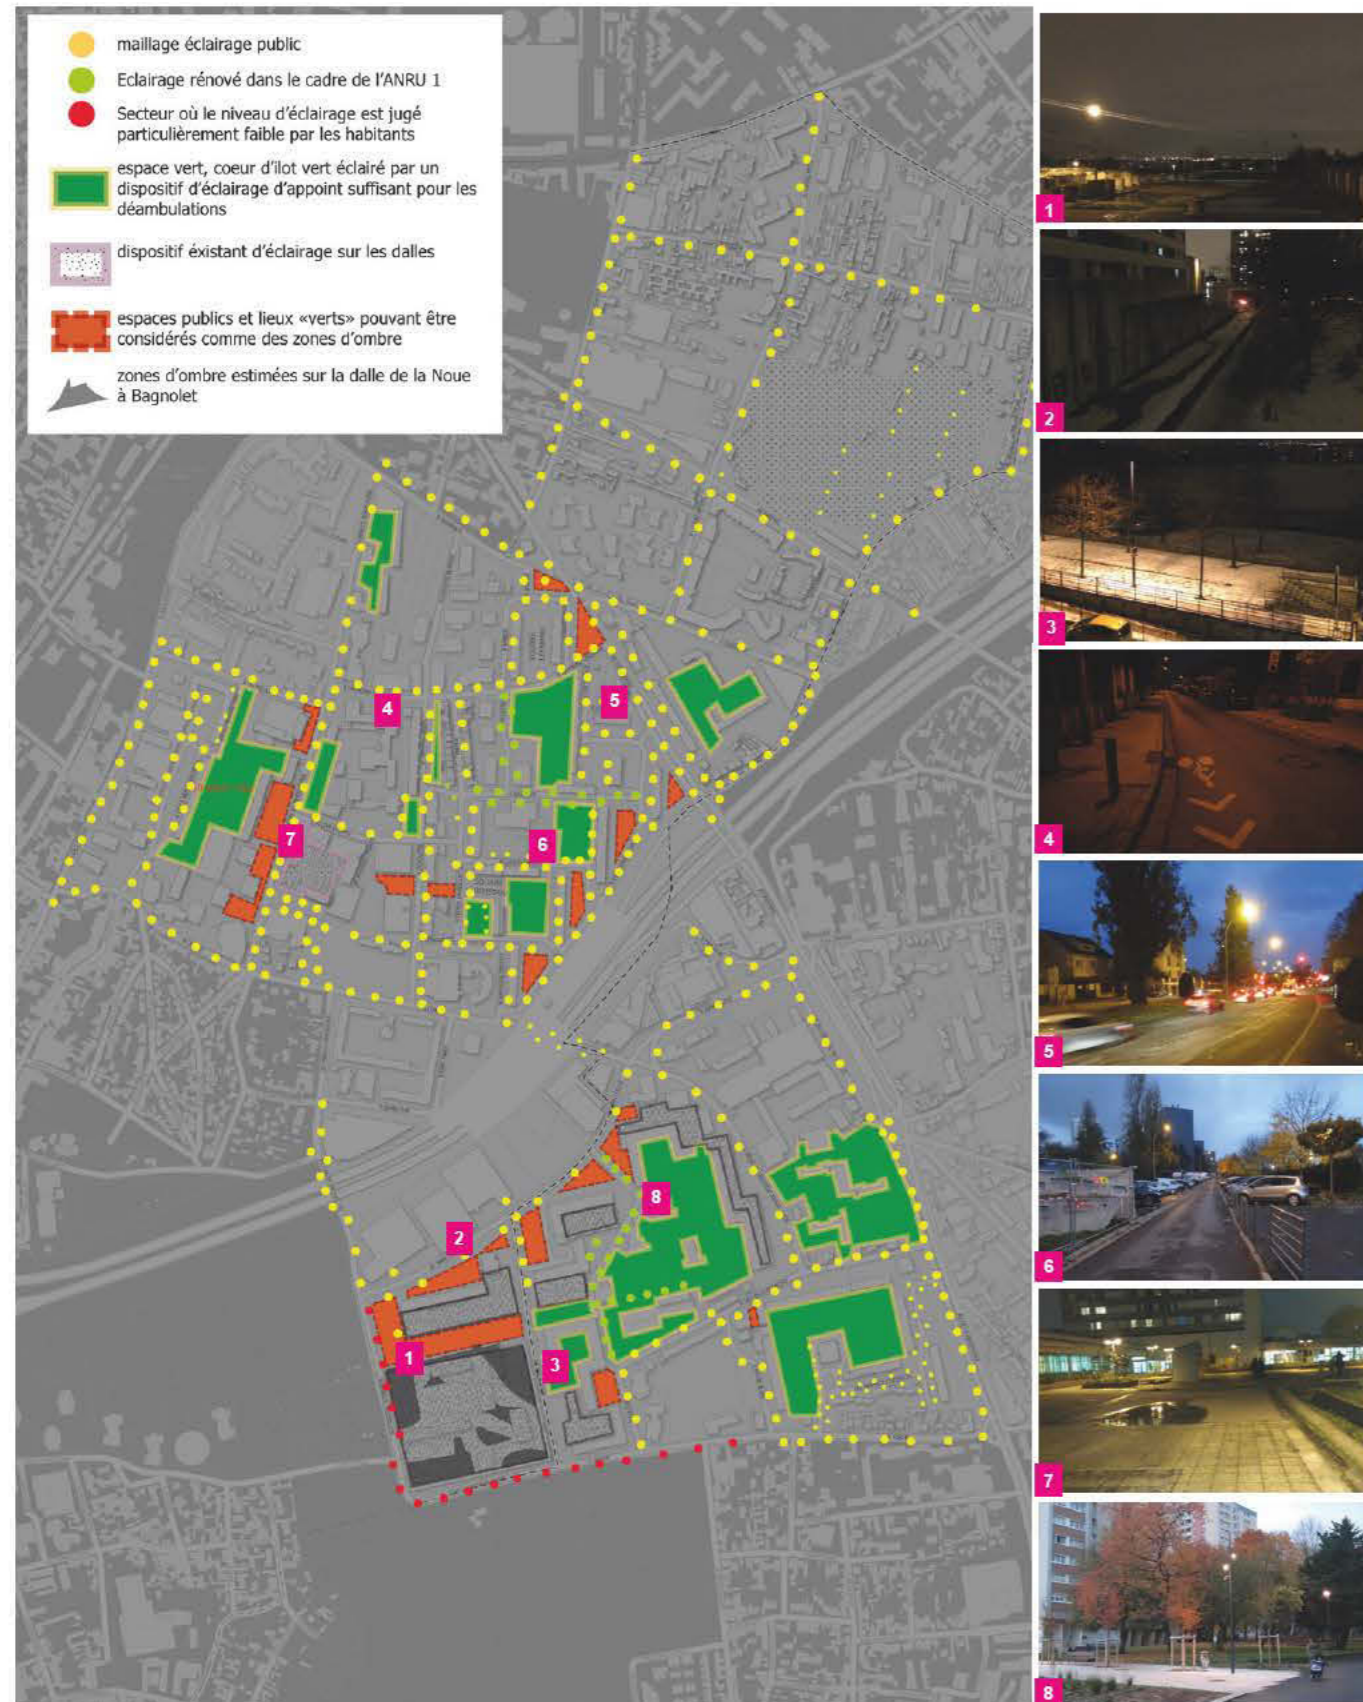 maillage éclairage public
Eclairage rénové dans le cadre de l'ANRU 1
Secteur où le niveau d'éclairage est jugé
particulièrement faible par les habitants
espace vert, coeur d'ilot vert éclairé par un
dispositif d'éclairage d'appoint suffisant pour les
déambulations
dispositif éxistant d'éclairage sur les dalles
espaces publics et lieux «verts» pouvant être
considérés comme des zones d'ombre
zones d'ombre estimées sur la dalle de la Noue
à Bagnolet
4
5
7
6
8
2
1
3
1
2
3
4
5
6
7
8